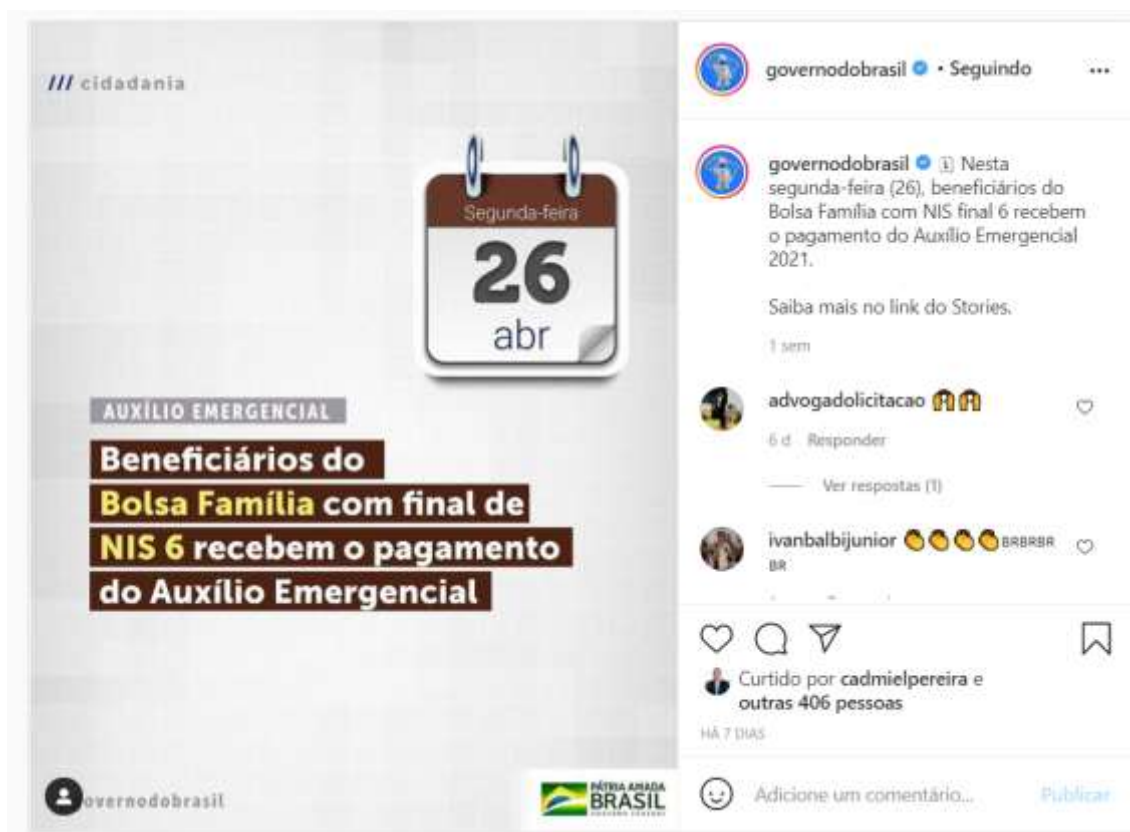 /// cidadania
Segunda-feira
26
abr
AUXÍLIO EMERGENCIAL
Beneficiários do
Bolsa Família com final de
NIS 6 recebem o pagamento
do Auxílio Emergencial
overnodobrasil
PÁTRIA AMADA
BRASIL
GOVERNO FEDERAL
governodobrasil • Seguindo
governodobrasil Nesta
segunda-feira (26), beneficiários do
Bolsa Família com NIS final 6 recebem
o pagamento do Auxílio Emergencial
2021.
Saiba mais no link do Stories.
1 sem
advogadolicitacao
6 d Responder
Ver respostas (1)
ivanbalbijunior 👏👏👏👏BRBRBR
BR
Curtido por cadmielpereira e
outras 406 pessoas
HÁ 7 DIAS
Adicione um comentário... Publicar